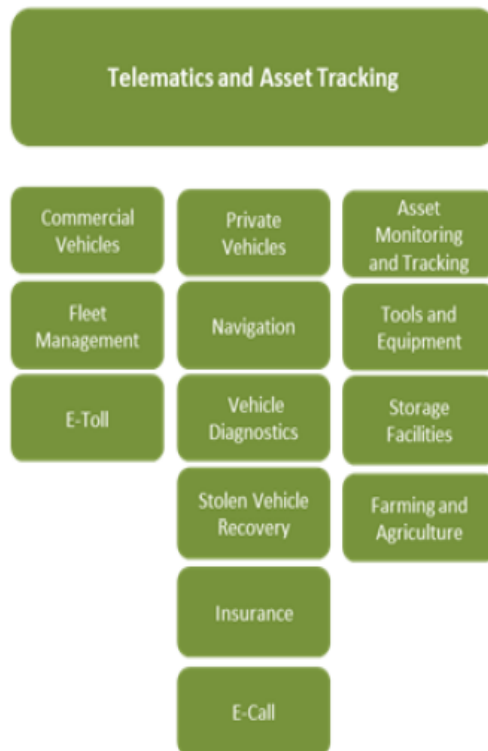 Telematics and Asset Tracking
Commercial
Vehicles
Fleet
Management
E-Toll
Private
Vehicles
Navigation
Vehicle
Diagnostics
Stolen Vehicle
Recovery
Insurance
E-Call
Asset
Monitoring
and Tracking
Tools and
Equipment
Storage
Facilities
Farming and
Agriculture